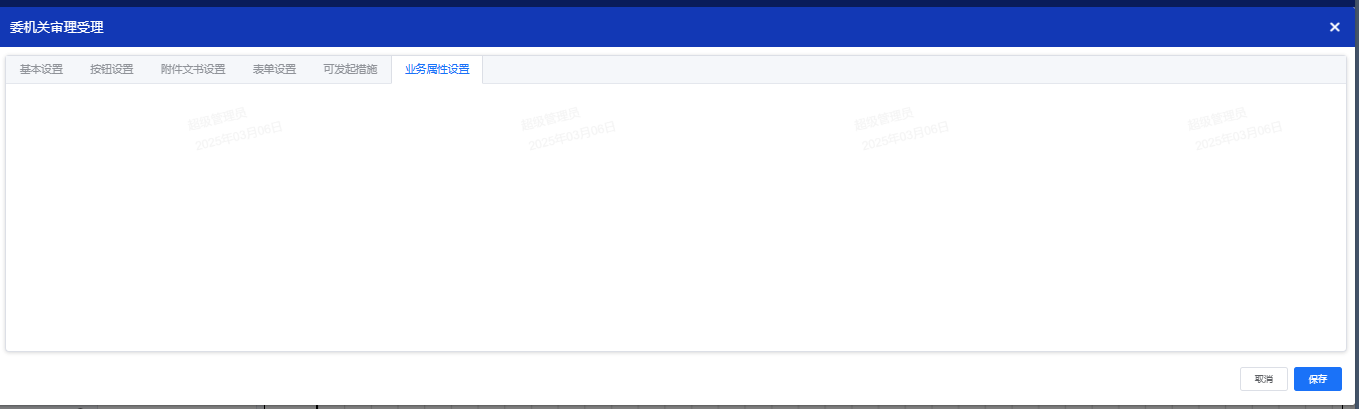 委机关审理受理
基本设置 按钮设置 附件文书设置 表单设置 可发起措施 业务属性设置
超级管理员 超级管理员 超级管理员 超级管理员
2025年03月06日 2025年03月06日 2025年03月06日 2025年03月06日
取消 保存